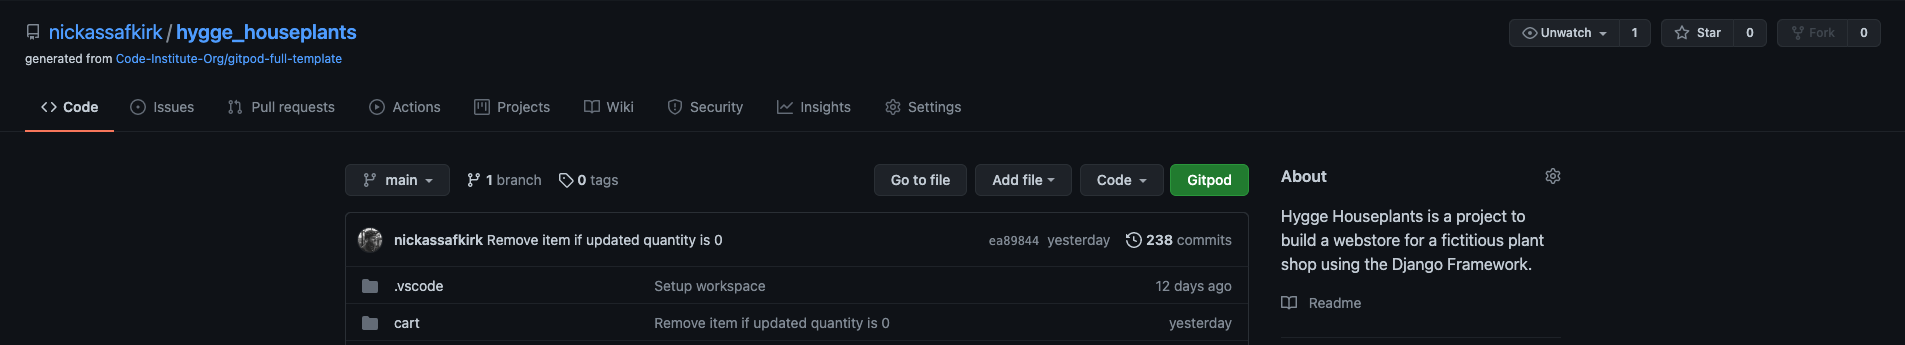 nickassafkirk / hygge_houseplants
Unwatch 1 Star 0 Fork 0
generated from Code-Institute-Org/gitpod-full-template
Code Issues Pull requests Actions Projects Wiki Security Insights Settings
main 1 branch 0 tags Go to file Add file Code Gitpod
nickassafkirk Remove item if updated quantity is 0 ea89844 yesterday 238 commits
.vscode Setup workspace 12 days ago
cart Remove item if updated quantity is 0 yesterday
About
Hygge Houseplants is a project to
build a webstore for a fictitious plant
shop using the Django Framework.
Readme